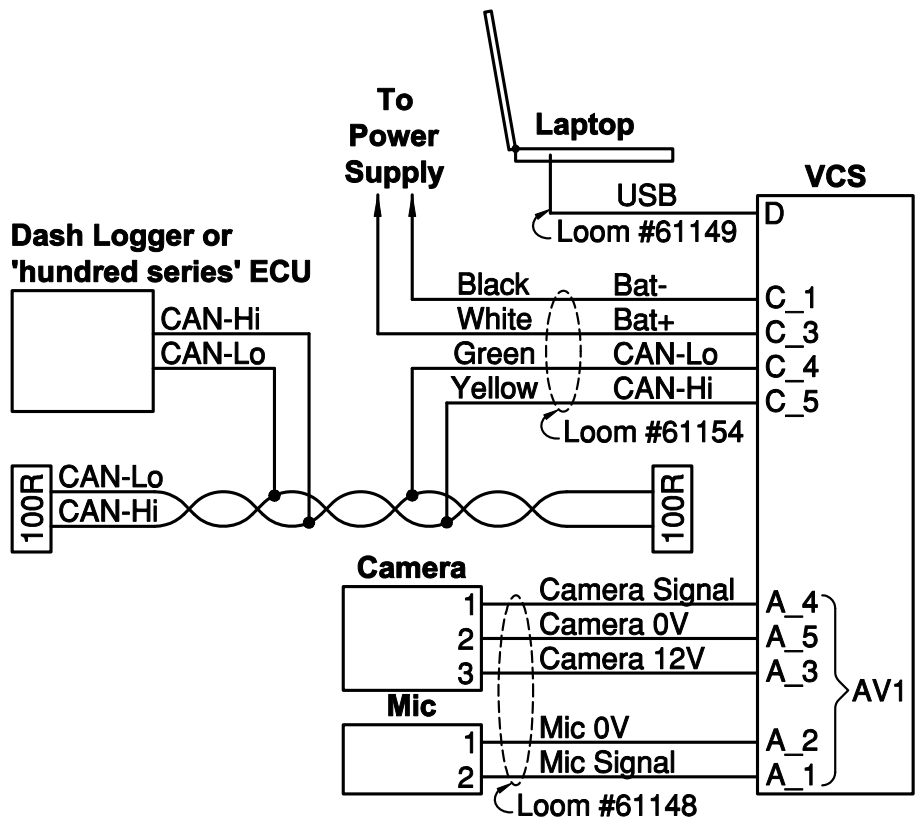 To
Power
Supply
Laptop
VCS
USB
D
Loom #61149
Dash Logger or
'hundred series' ECU
CAN-Hi
CAN-Lo
Black Bat- C_1
White Bat+ C_3
Green CAN-Lo C_4
Yellow CAN-Hi C_5
Loom #61154
100R
CAN-Lo
CAN-Hi
100R
Camera
1 Camera Signal A_4
2 Camera 0V A_5
3 Camera 12V A_3
AV1
Mic
1 Mic 0V A_2
2 Mic Signal A_1
Loom #61148